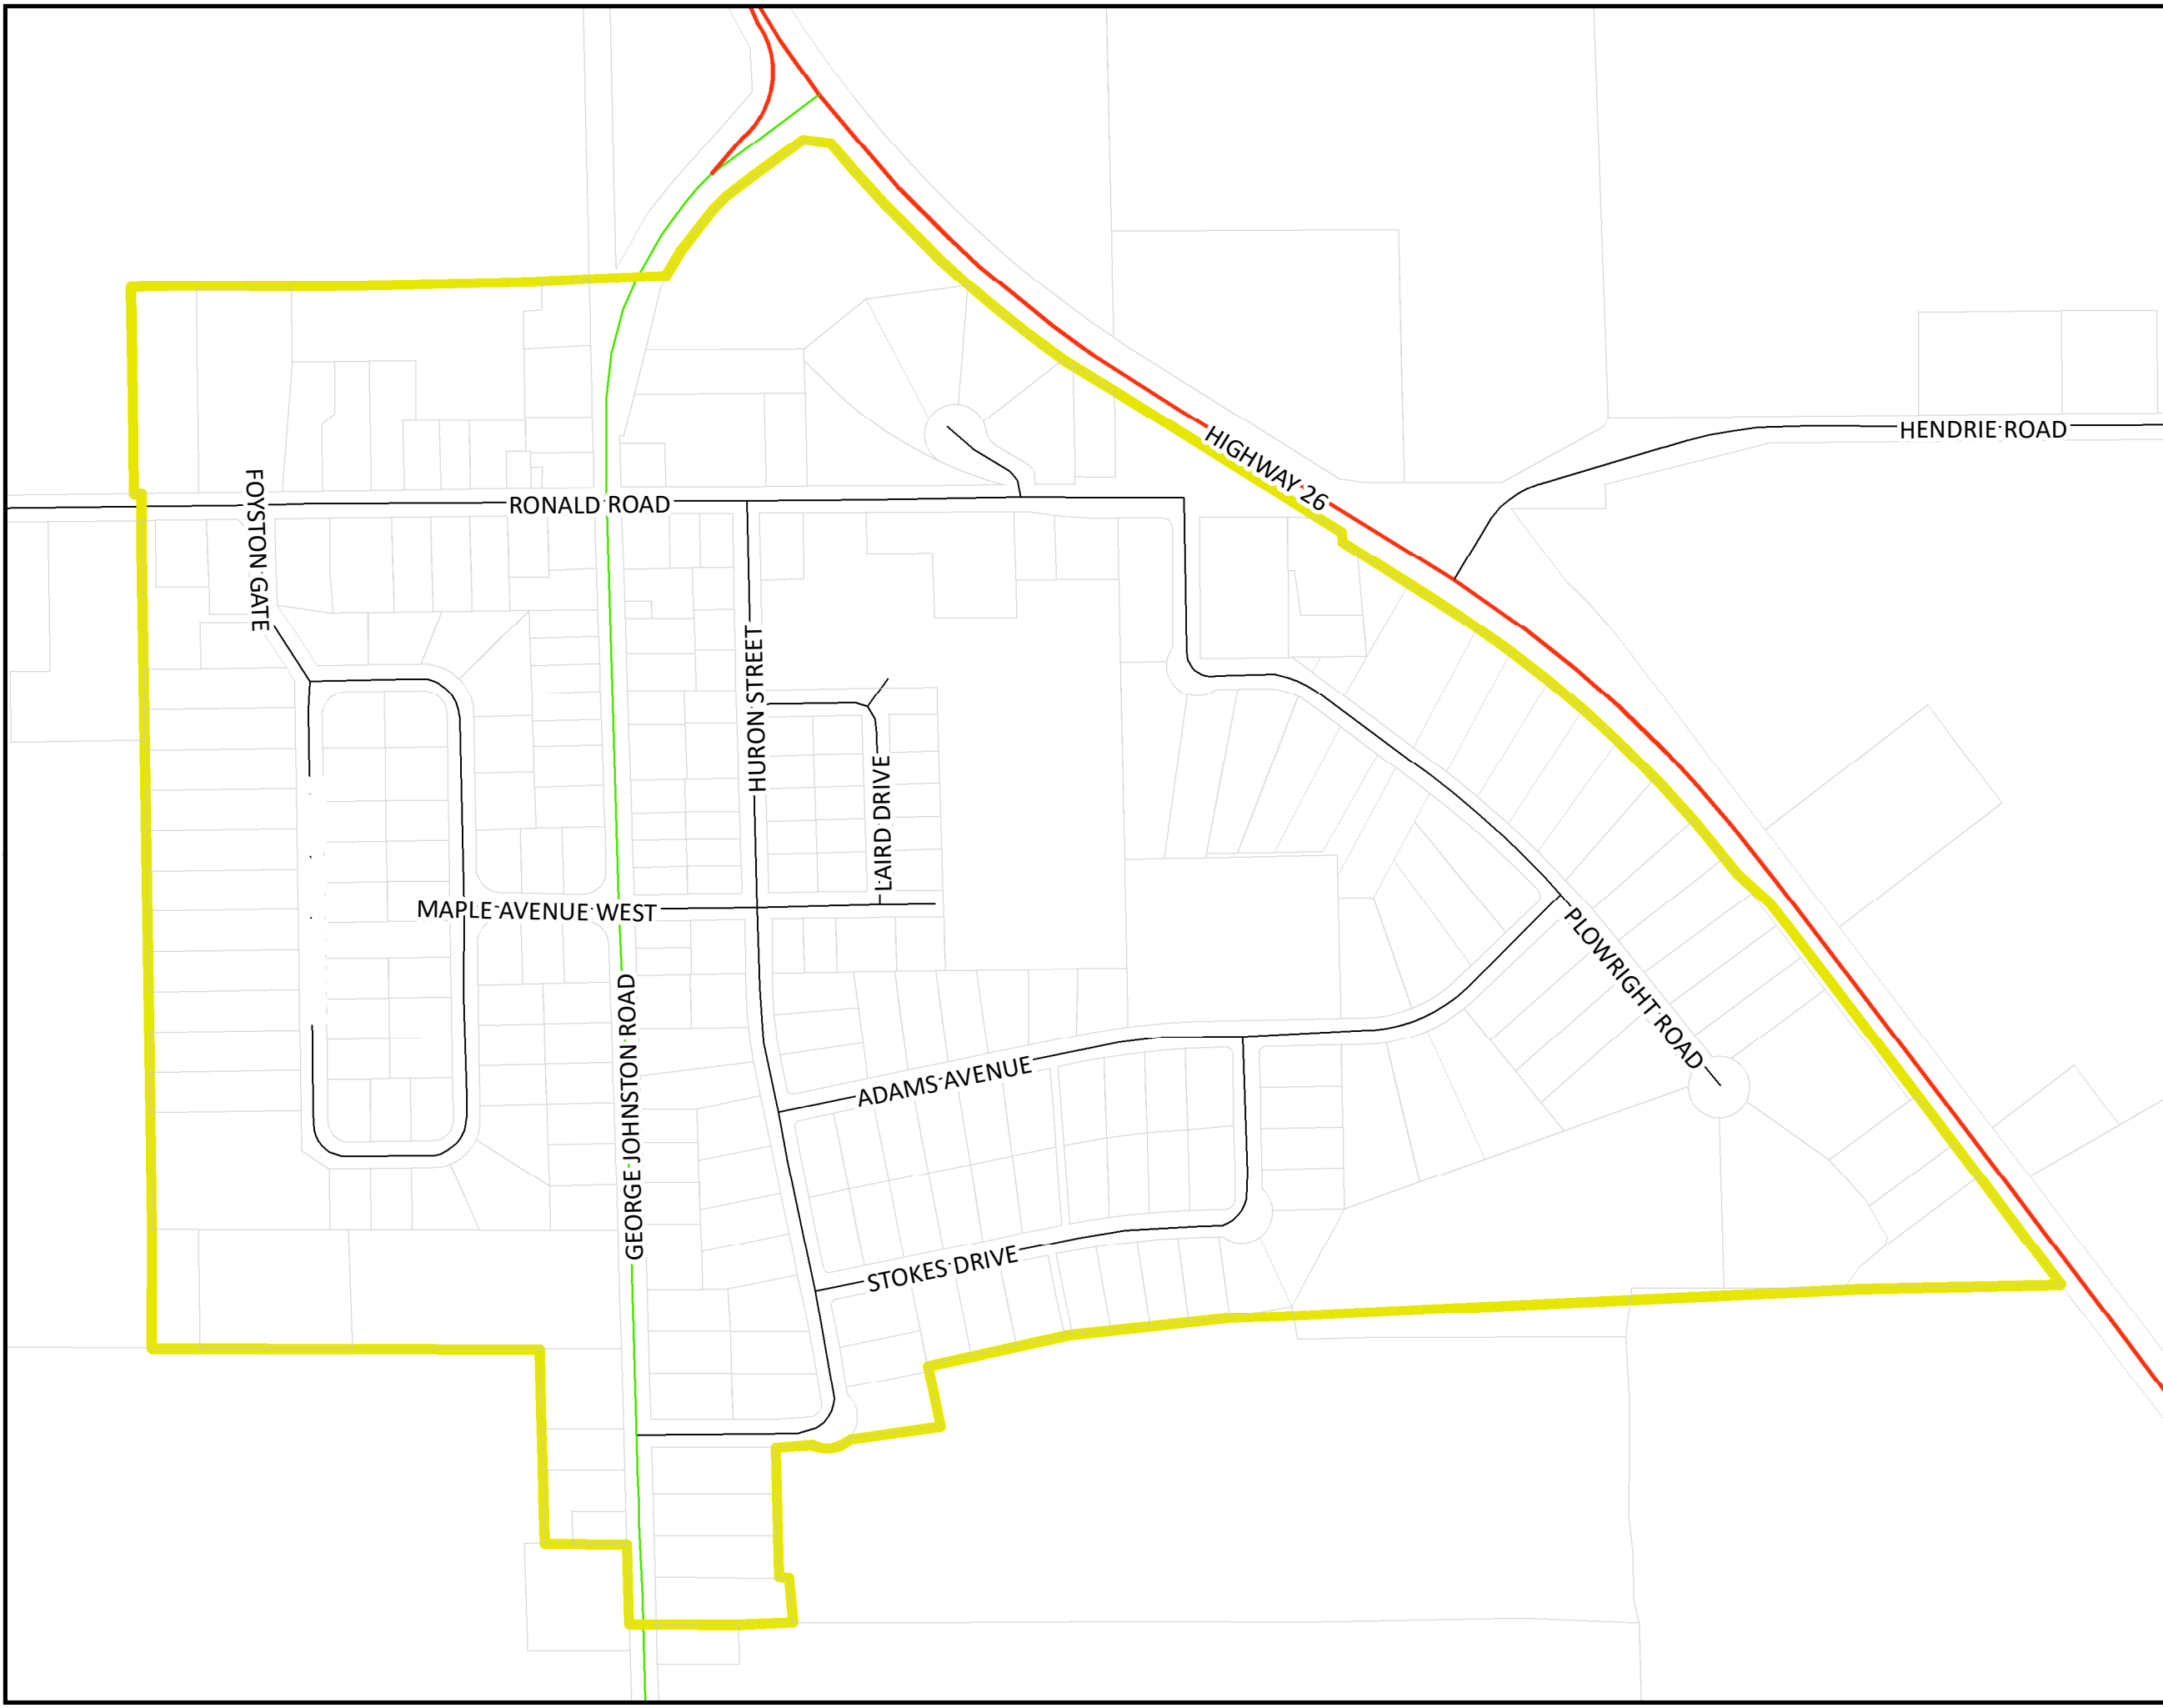 HIGHWAY 26
HENDRIE ROAD
RONALD ROAD
FOYSTON GATE
HURON STREET
LAIRD DRIVE
MAPLE AVENUE WEST
PLOWRIGHT ROAD
GEORGE JOHNSTON ROAD
ADAMS AVENUE
STOKES DRIVE